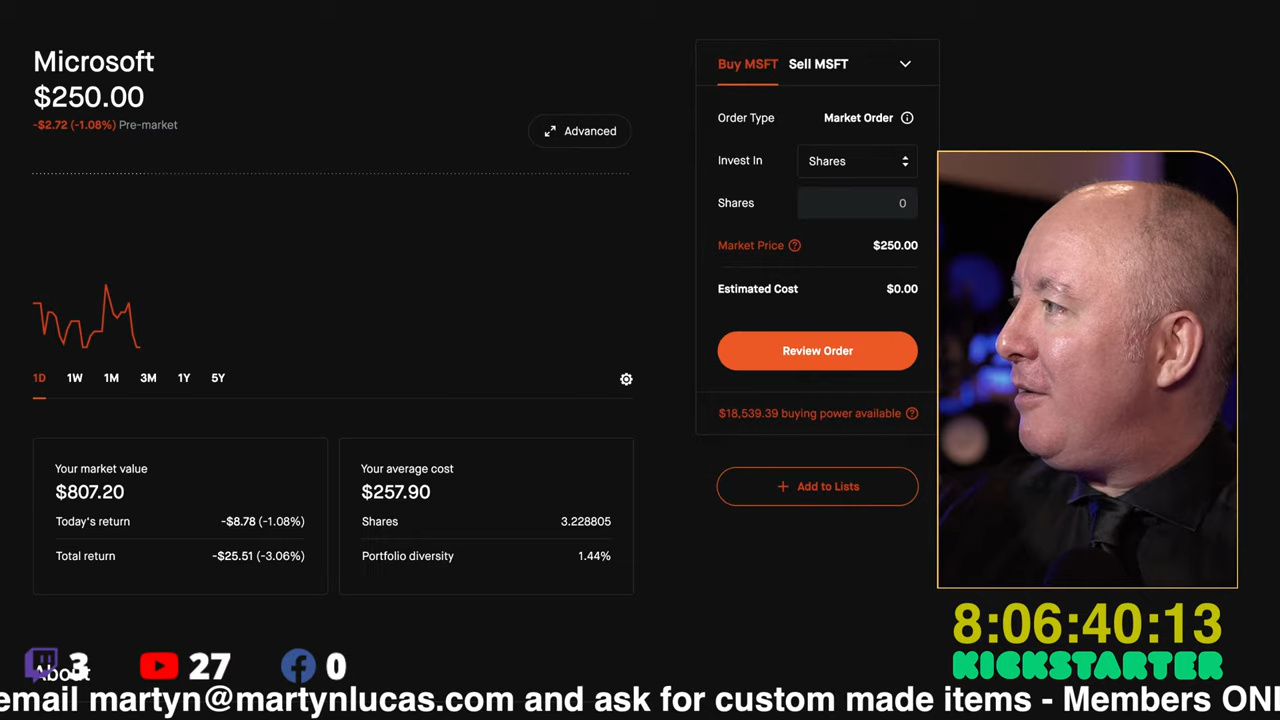 Microsoft
$250.00
-$2.72 (-1.08%) Pre-market
Advanced
1D 1W 1M 3M 1Y 5Y
Your market value
$807.20
Today's return -$8.78 (-1.08%)
Total return -$25.51 (-3.06%)
Your average cost
$257.90
Shares 3.228805
Portfolio diversity 1.44%
Buy MSFT Sell MSFT
Order Type Market Order
Invest In Shares
Shares 0
Market Price $250.00
Estimated Cost $0.00
Review Order
$18,539.39 buying power available
+ Add to Lists
8:06:40:13
KICKSTARTER
About
3 27 0
email martyn@martynlucas.com and ask for custom made items - Members ONL